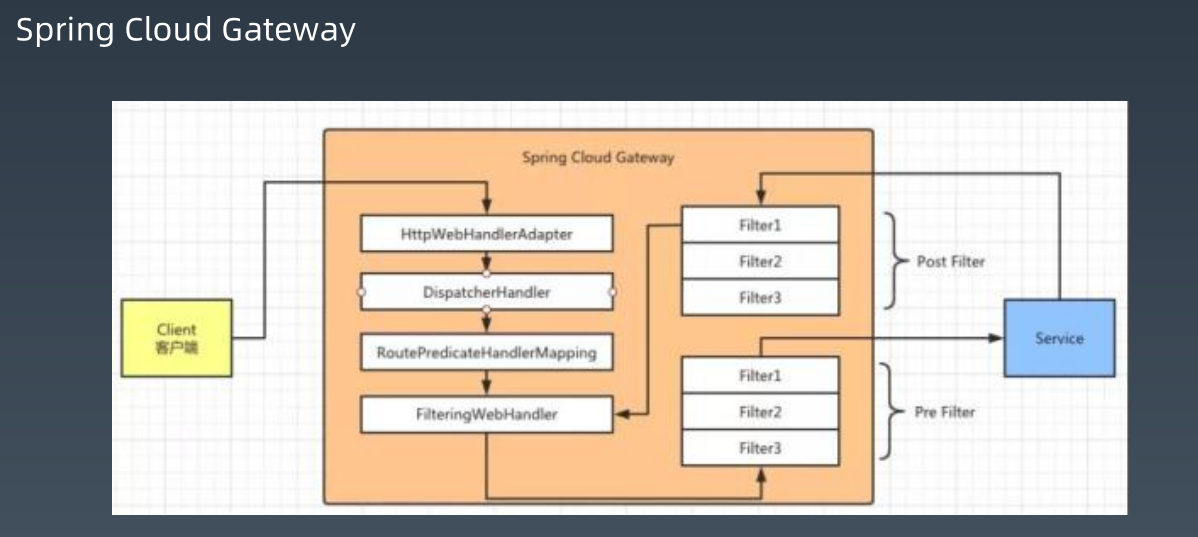 Spring Cloud Gateway
Spring Cloud Gateway
HttpWebHandlerAdapter
DispatcherHandler
RoutePredicateHandlerMapping
FilteringWebHandler
Client
客户端
Filter1
Filter2
Filter3
Post Filter
Filter1
Filter2
Filter3
Pre Filter
Service